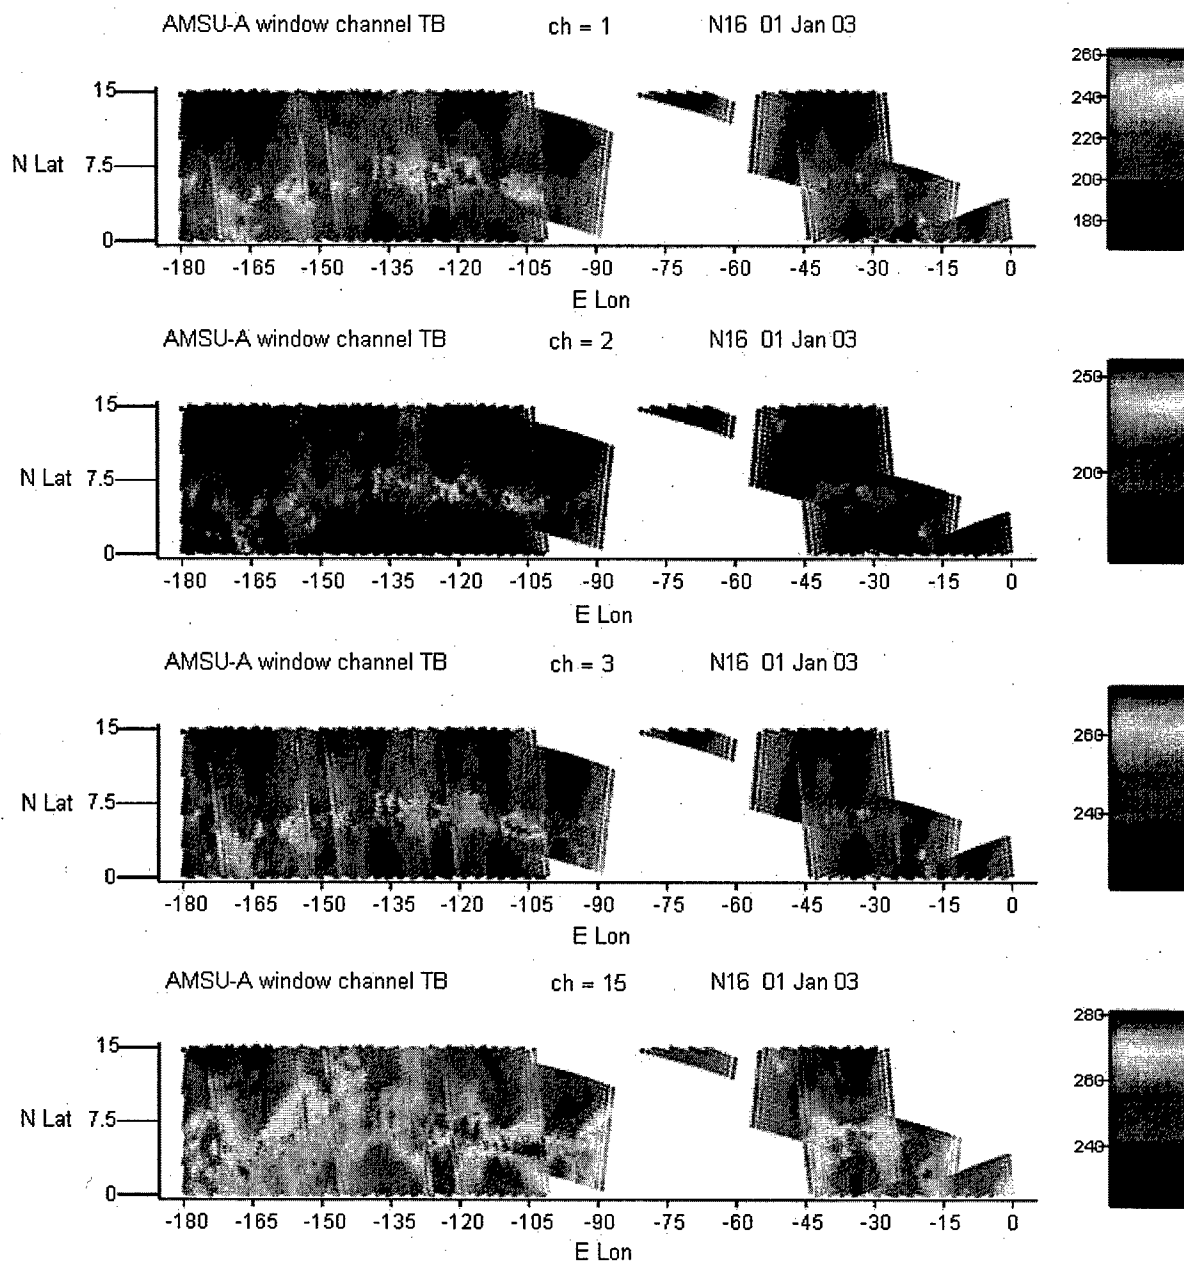 AMSU-A window channel TB ch = 1 N16 01 Jan 03
260
240
220
200
180
15
N Lat 7.5
0
-180 -165 -150 -135 -120 -105 -90 -75 -60 -45 -30 -15 0
E Lon
AMSU-A window channel TB ch = 2 N16 01 Jan 03
250
200
15
N Lat 7.5
0
-180 -165 -150 -135 -120 -105 -90 -75 -60 -45 -30 -15 0
E Lon
AMSU-A window channel TB ch = 3 N16 01 Jan 03
260
240
15
N Lat 7.5
0
-180 -165 -150 -135 -120 -105 -90 -75 -60 -45 -30 -15 0
E Lon
AMSU-A window channel TB ch = 15 N16 01 Jan 03
280
260
240
15
N Lat 7.5
0
-180 -165 -150 -135 -120 -105 -90 -75 -60 -45 -30 -15 0
E Lon